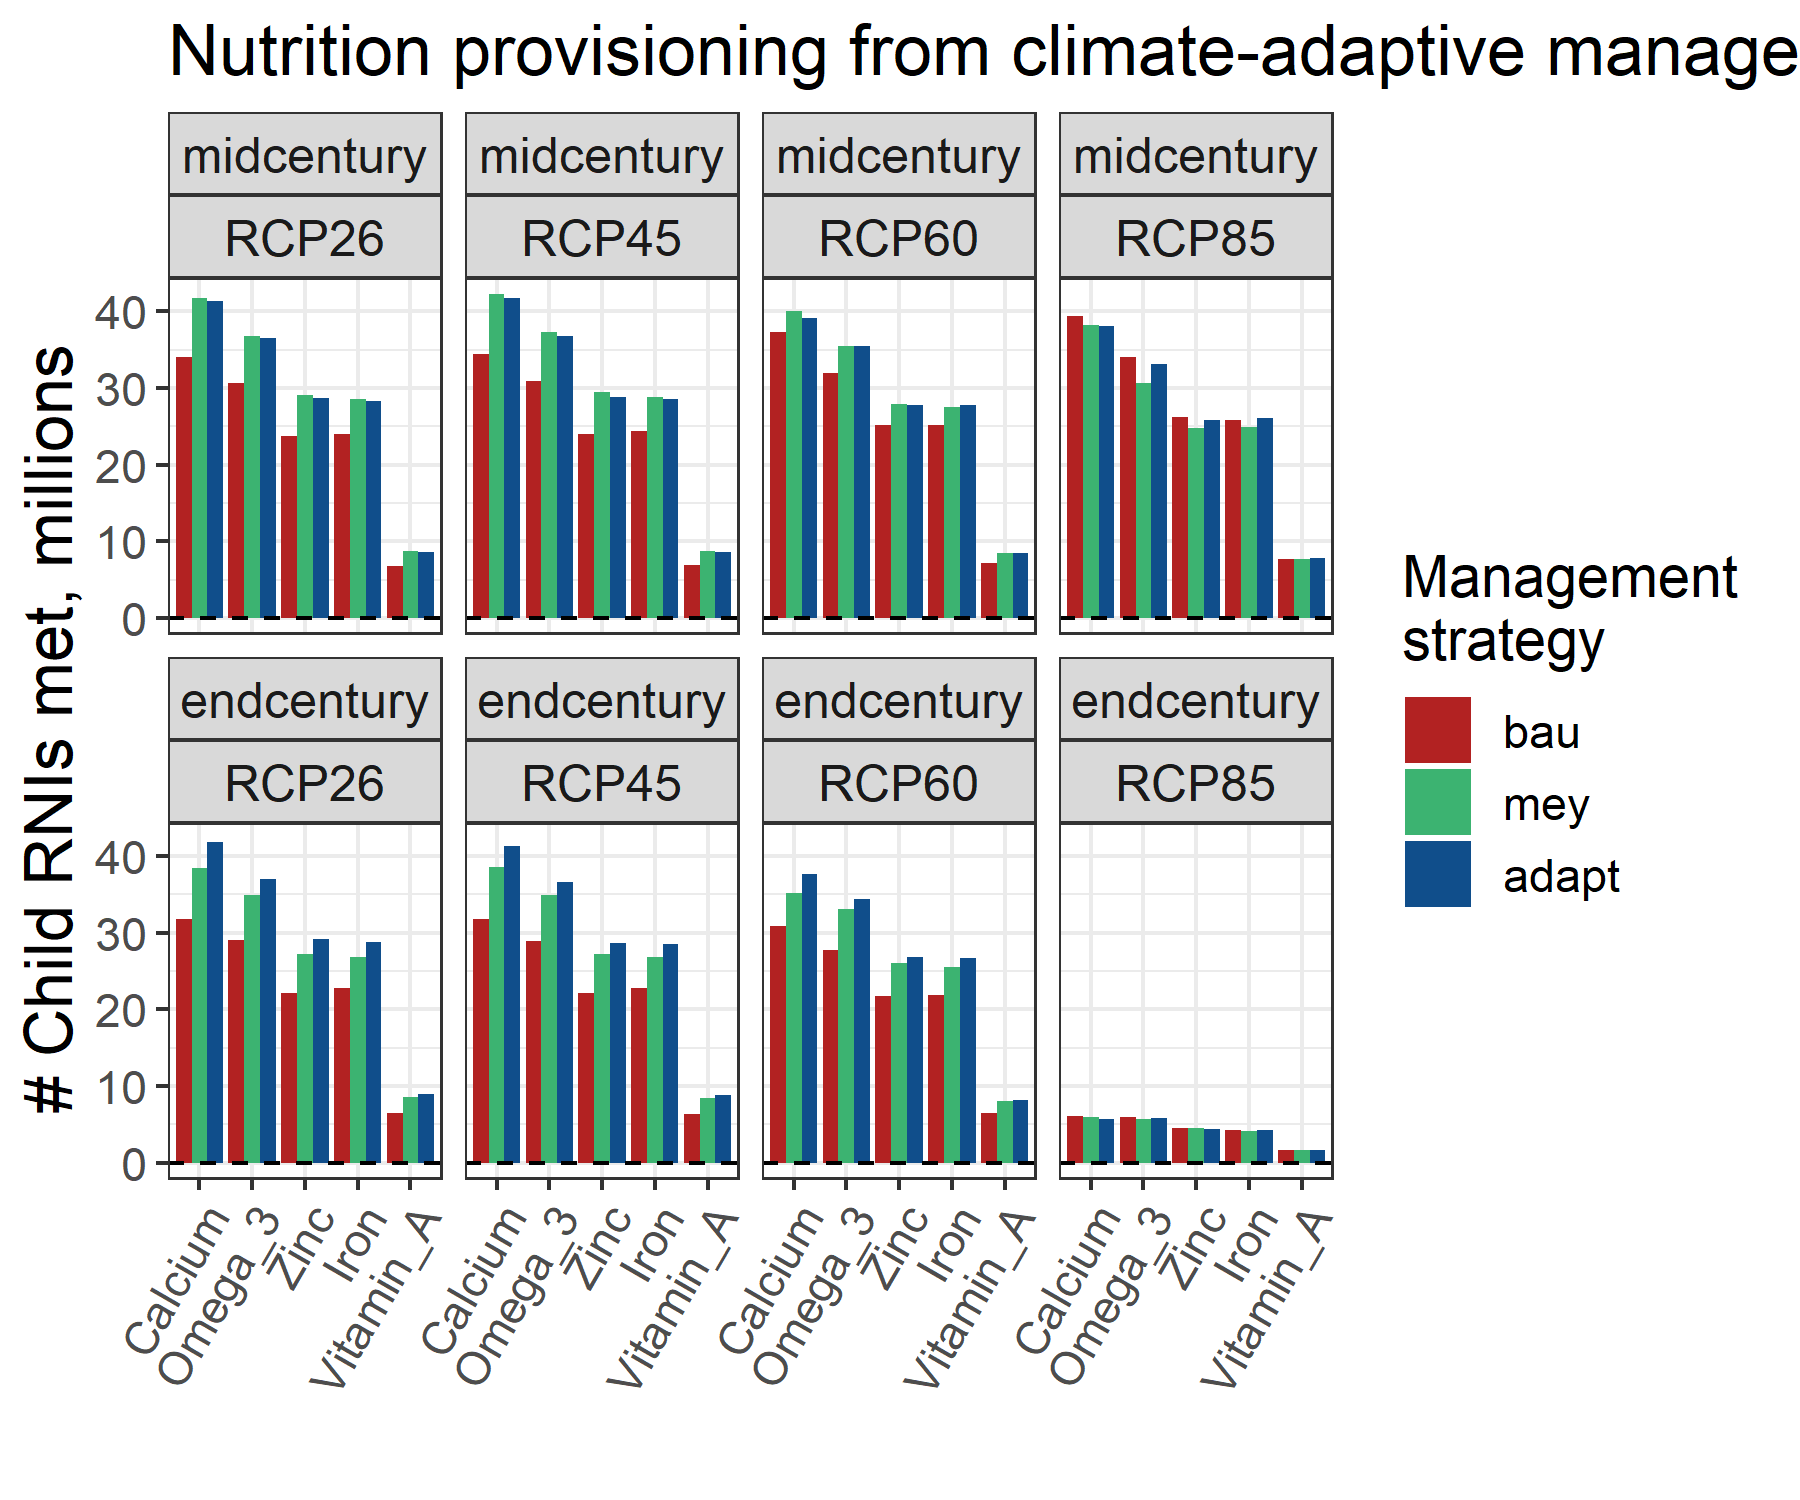 Nutrition provisioning from climate-adaptive manage
midcentury midcentury midcentury midcentury
RCP26 RCP45 RCP60 RCP85
40
30
20
10
0
endcentury endcentury endcentury endcentury
RCP26 RCP45 RCP60 RCP85
40
30
20
10
0
Calcium Omega_3 Zinc Iron Vitamin_A Calcium Omega_3 Zinc Iron Vitamin_A Calcium Omega_3 Zinc Iron Vitamin_A Calcium Omega_3 Zinc Iron Vitamin_A
# Child RNIs met, millions
Management
strategy
bau
mey
adapt